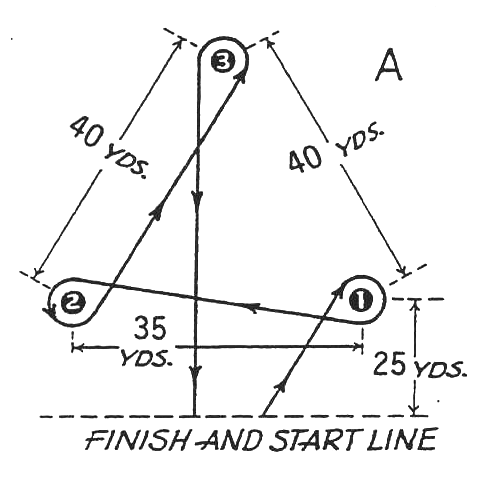 3
A
40
YDS.
40 YDS.
2
1
35
YDS.
25 YDS.
FINISH AND START LINE